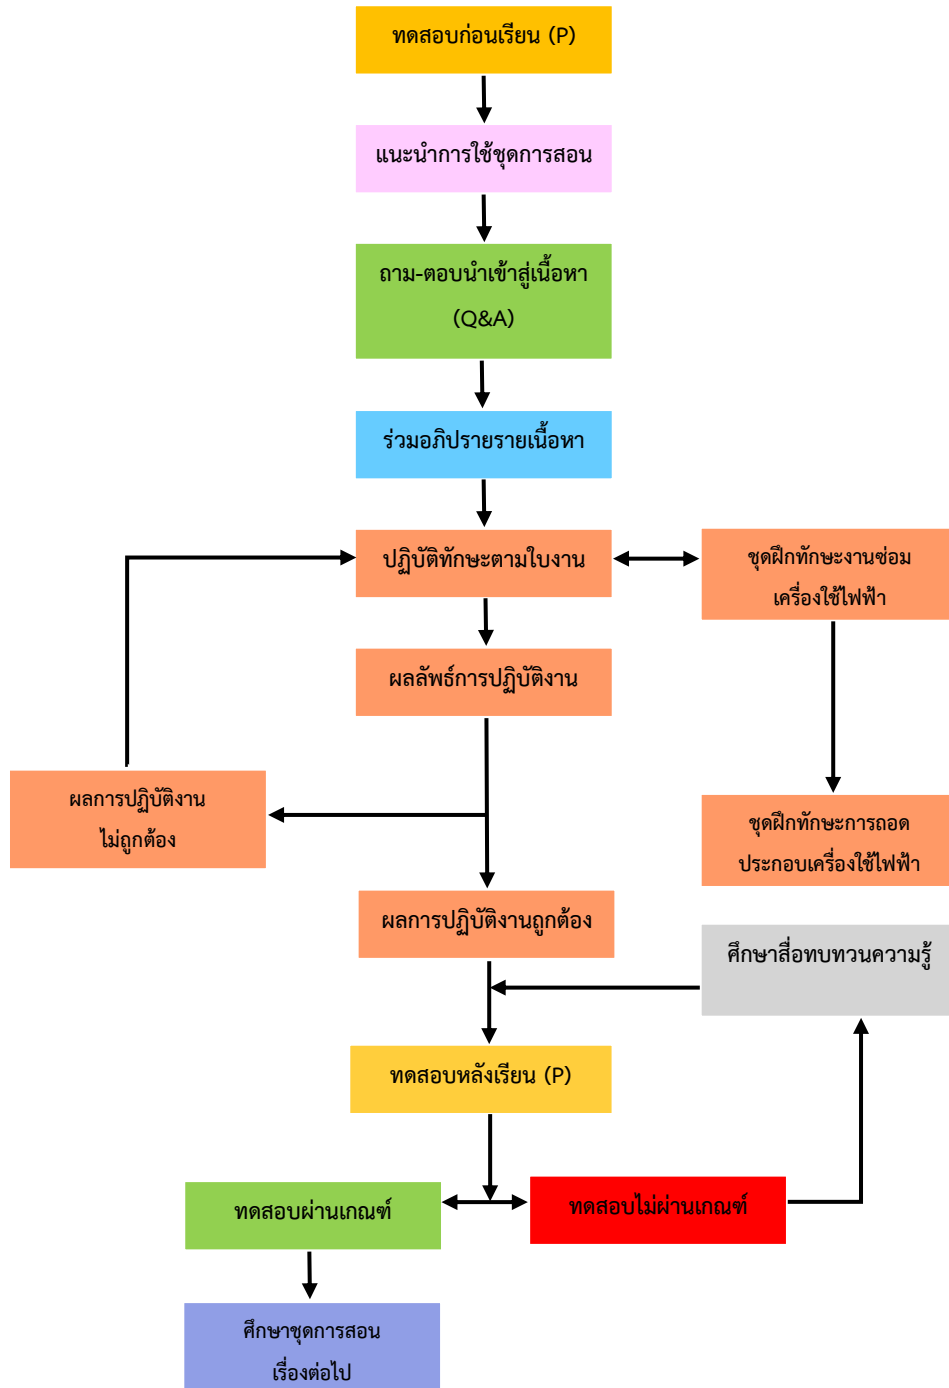 ทดสอบก่อนเรียน (P)
แนะนำการใช้ชุดการสอน
ถาม-ตอบนำเข้าสู่เนื้อหา
(Q&A)
ร่วมอภิปรายรายเนื้อหา
ปฏิบัติทักษะตามใบงาน
ชุดฝึกทักษะงานซ่อม
เครื่องใช้ไฟฟ้า
ผลลัพธ์การปฏิบัติงาน
ผลการปฏิบัติงาน
ไม่ถูกต้อง
ชุดฝึกทักษะการถอด
ประกอบเครื่องใช้ไฟฟ้า
ผลการปฏิบัติงานถูกต้อง
ศึกษาสื่อทบทวนความรู้
ทดสอบหลังเรียน (P)
ทดสอบผ่านเกณฑ์
ทดสอบไม่ผ่านเกณฑ์
ศึกษาชุดการสอน
เรื่องต่อไป